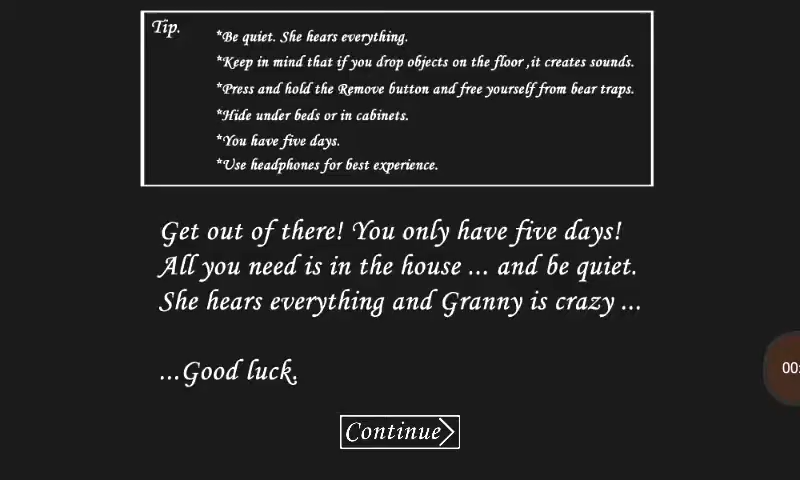 Tip.
*Be quiet. She hears everything.
*Keep in mind that if you drop objects on the floor ,it creates sounds.
*Press and hold the Remove button and free yourself from bear traps.
*Hide under beds or in cabinets.
*You have five days.
*Use headphones for best experience.
Get out of there! You only have five days!
All you need is in the house ... and be quiet.
She hears everything and Granny is crazy ...
...Good luck.
00:
Continue>